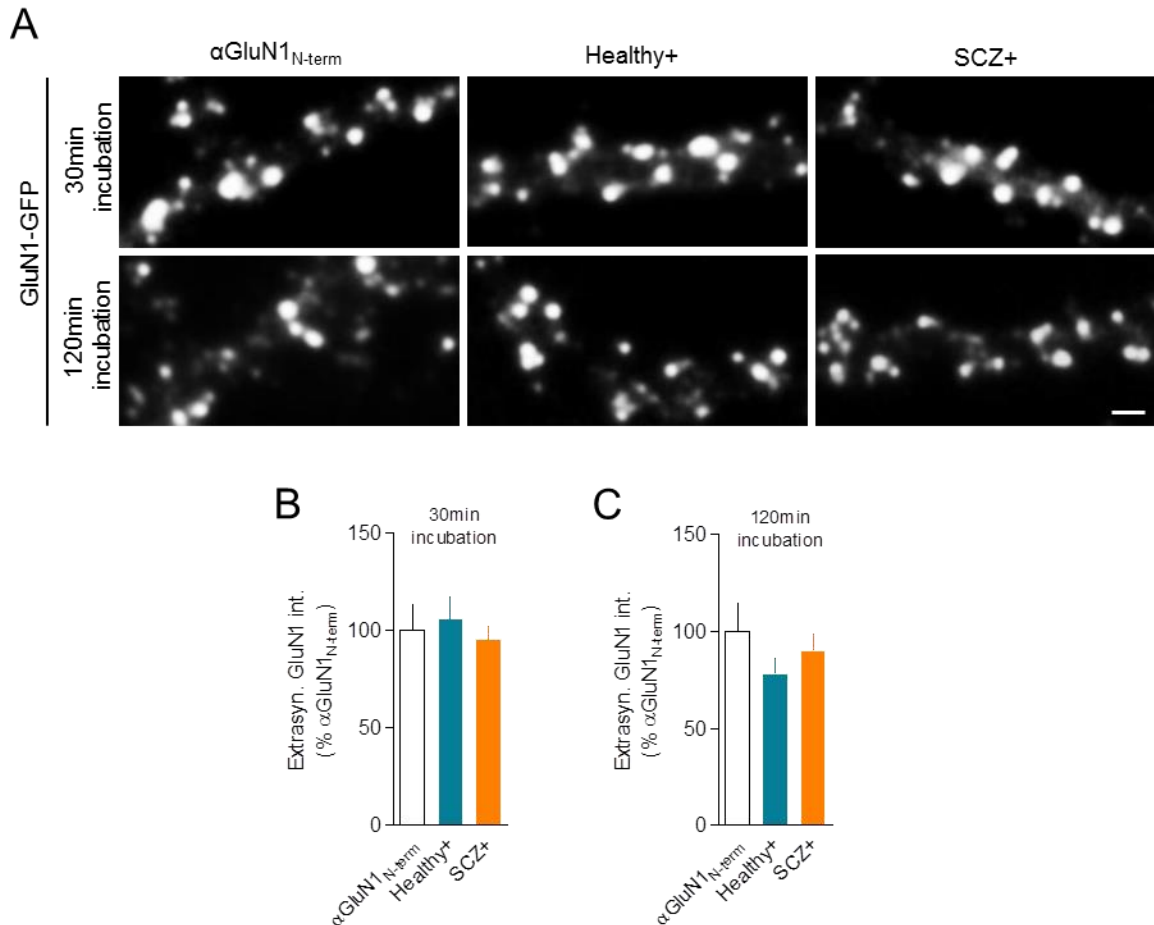 A
αGluN1N-term
Healthy+
SCZ+
GluN1-GFP
30min
incubation
120min
incubation
B
30min
incubation
Extrasyn. GluN1 int.
(% αGluN1N-term)
150
100
50
0
αGluN1N-term
Healthy+
SCZ+
C
120min
incubation
Extrasyn. GluN1 int.
(% αGluN1N-term)
150
100
50
0
αGluN1N-term
Healthy+
SCZ+